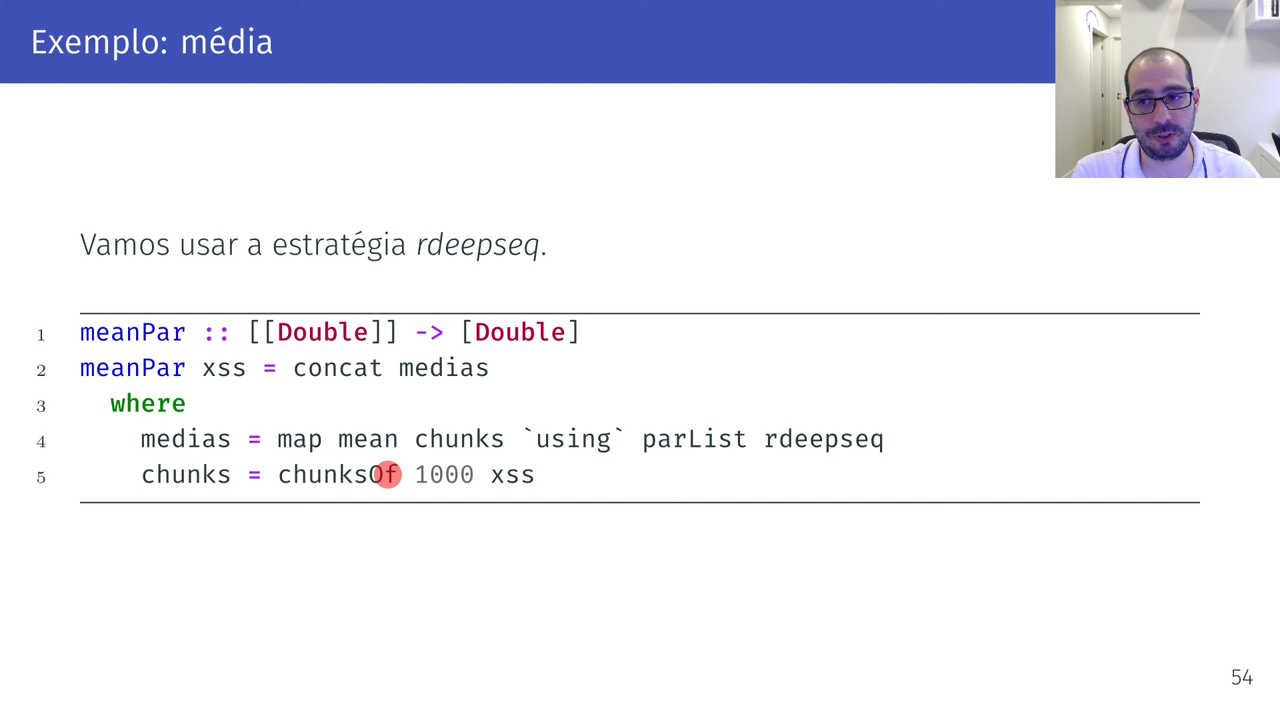 Exemplo: média
Vamos usar a estratégia rdeepseq.
1 meanPar :: [[Double]] -> [Double]
2 meanPar xss = concat medias
3 where
4 medias = map mean chunks `using` parList rdeepseq
5 chunks = chunksOf 1000 xss
54